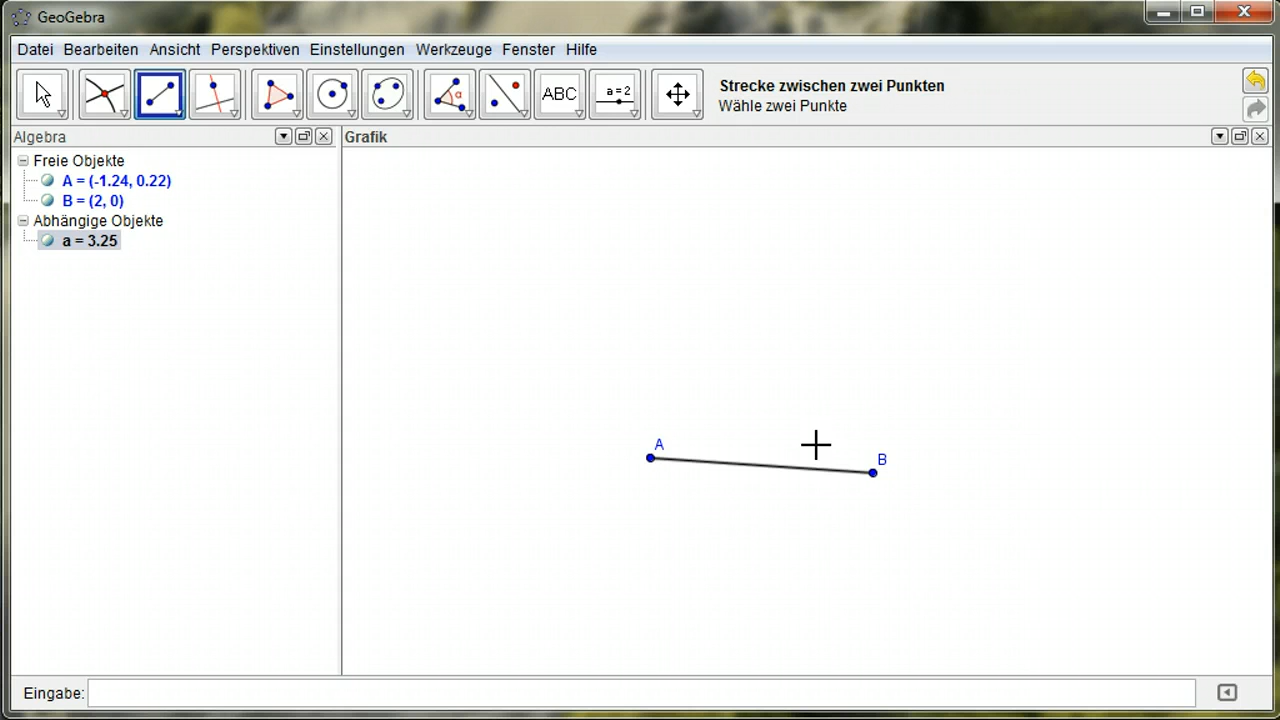 GeoGebra
Datei Bearbeiten Ansicht Perspektiven Einstellungen Werkzeuge Fenster Hilfe
α
ABC
a = 2
Strecke zwischen zwei Punkten
Wähle zwei Punkte
Algebra
Grafik
Freie Objekte
A = (-1.24, 0.22)
B = (2, 0)
Abhängige Objekte
a = 3.25
A
B
Eingabe: